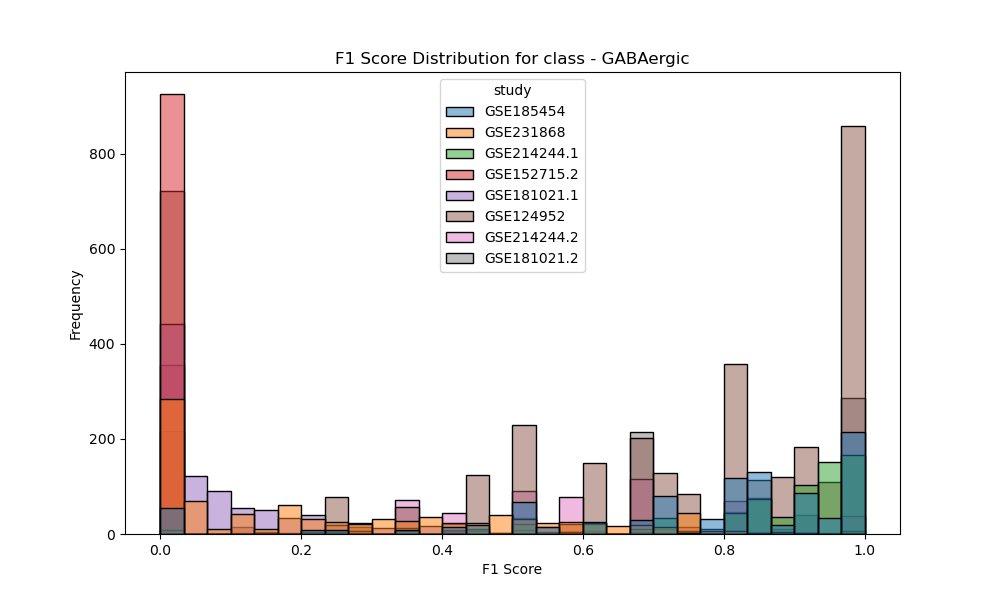 F1 Score Distribution for class - GABAergic
study
GSE185454
GSE231868
GSE214244.1
GSE152715.2
GSE181021.1
GSE124952
GSE214244.2
GSE181021.2
Frequency
800
600
400
200
0
0.0 0.2 0.4 0.6 0.8 1.0
F1 Score